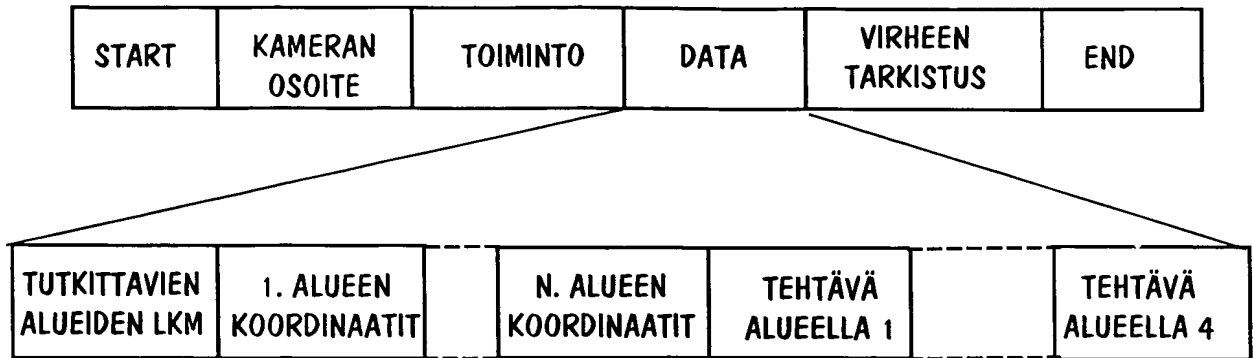 START
KAMERAN
OSOITE
TOIMINTO
DATA
VIRHEEN
TARKISTUS
END
TUTKITTAVIEN
ALUEIDEN LKM
1. ALUEEN
KOORDINAATIT
N. ALUEEN
KOORDINAATIT
TEHTÄVÄ
ALUEELLA 1
TEHTÄVÄ
ALUEELLA 4